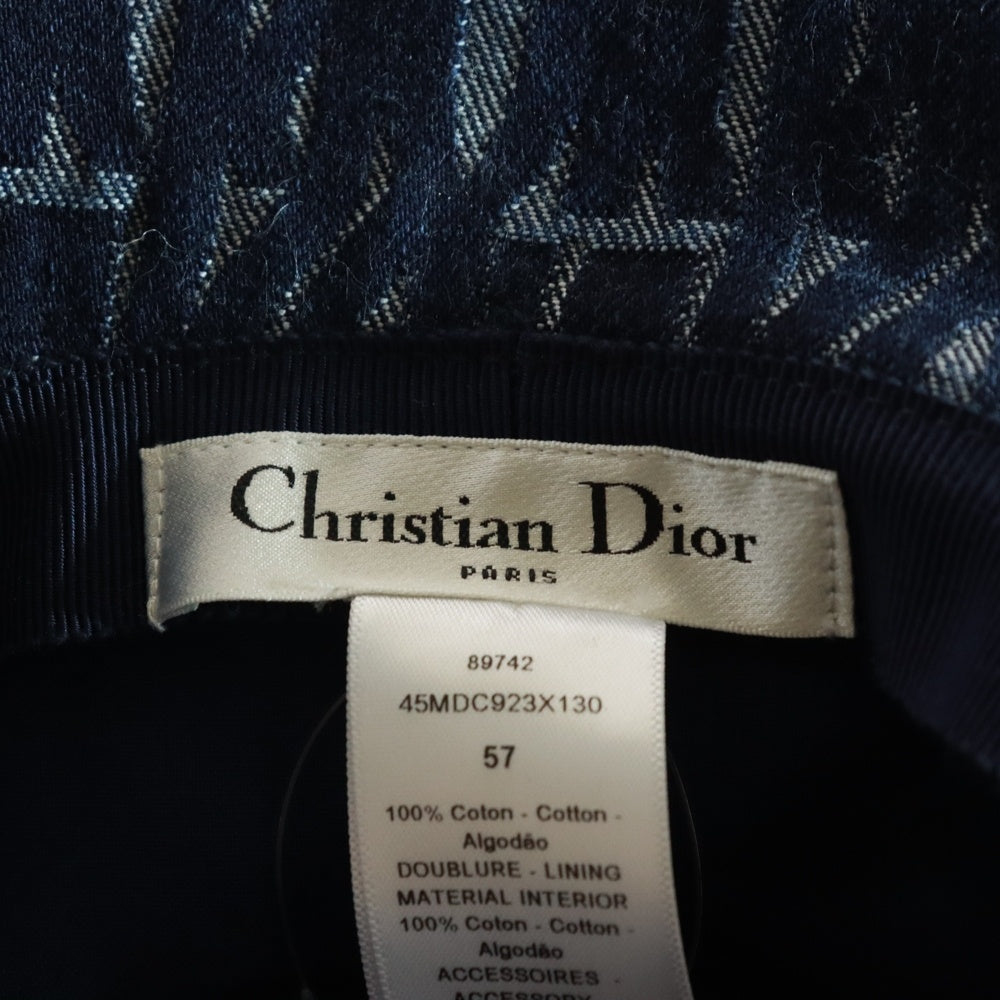 Christian Dior
PARIS
89742
45MDC923X130
57
100% Coton - Cotton -
Algodão
DOUBLURE - LINING
MATERIAL INTERIOR
100% Coton - Cotton -
Algodão
ACCESSOIRES -
ACCESSORY